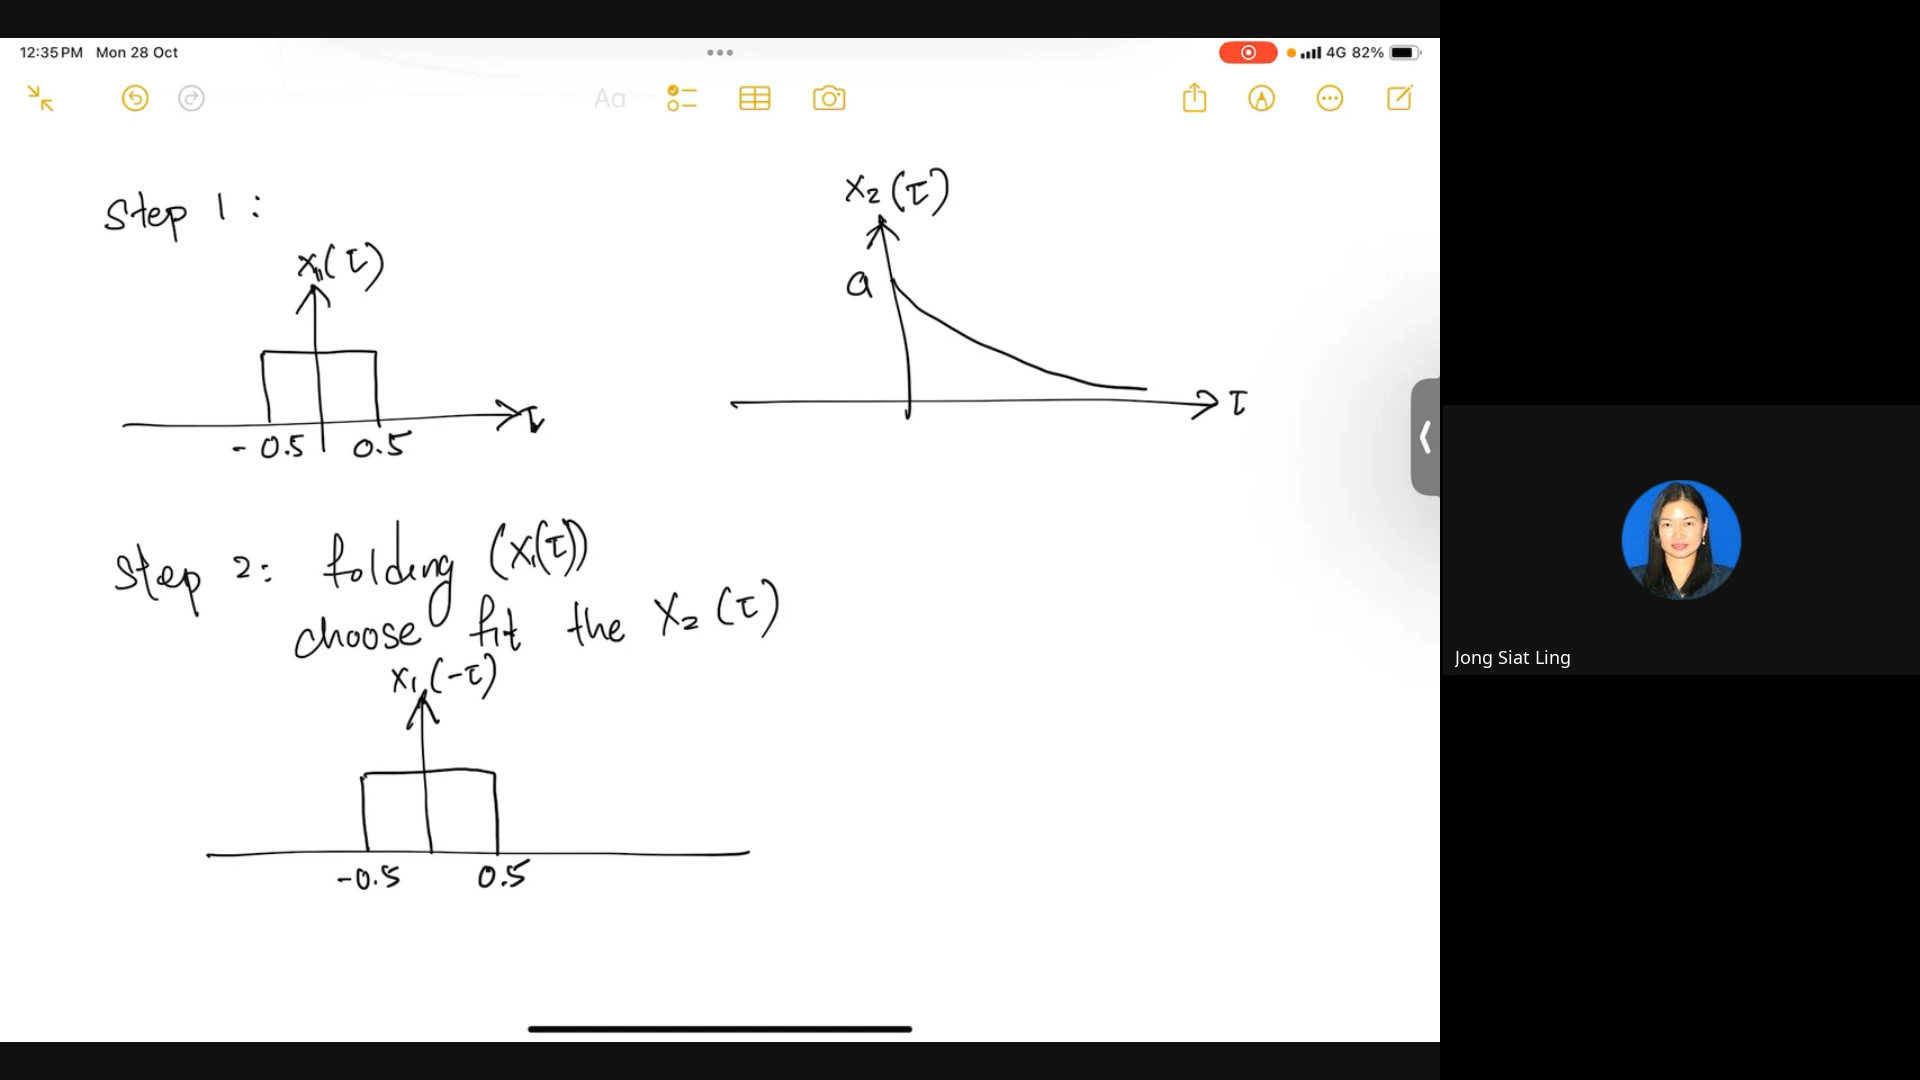 12:35 PM Mon 28 Oct
4G 82%
Aa
Step 1:
x₁(τ)
-0.5 0.5
τ
x₂(τ)
a
τ
Step 2: folding (x₁(τ))
choose fit the x₂(τ)
x₁(-τ)
-0.5 0.5
Jong Siat Ling